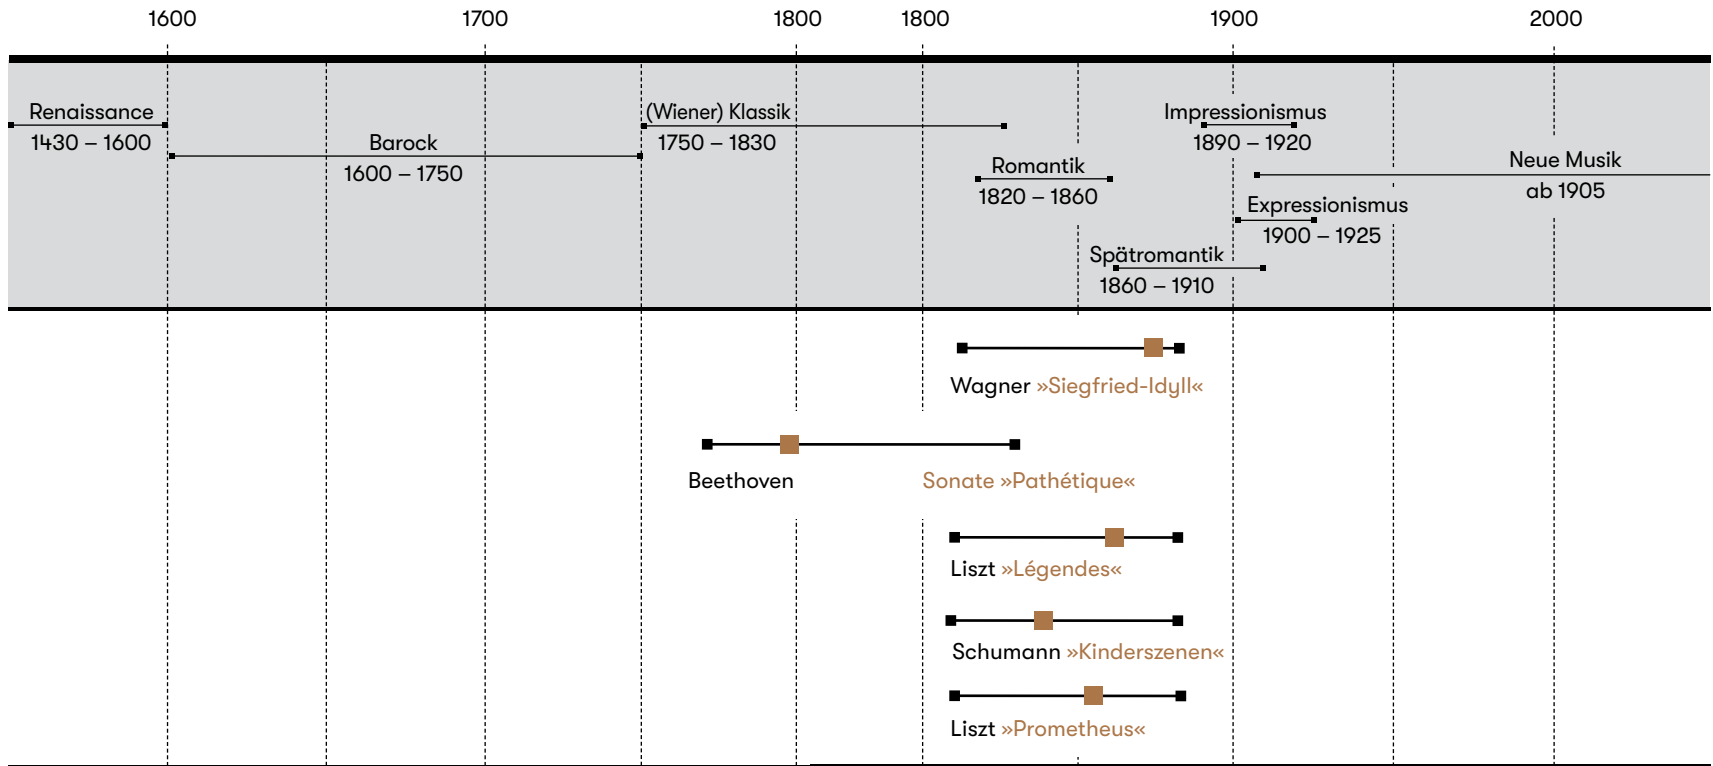 1600 1700 1800 1800 1900 2000
Renaissance
1430 – 1600
Barock
1600 – 1750
(Wiener) Klassik
1750 – 1830
Romantik
1820 – 1860
Impressionismus
1890 – 1920
Neue Musik
ab 1905
Expressionismus
1900 – 1925
Spätromantik
1860 – 1910
Wagner »Siegfried-Idyll«
Beethoven Sonate »Pathétique«
Liszt »Légendes«
Schumann »Kinderszenen«
Liszt »Prometheus«